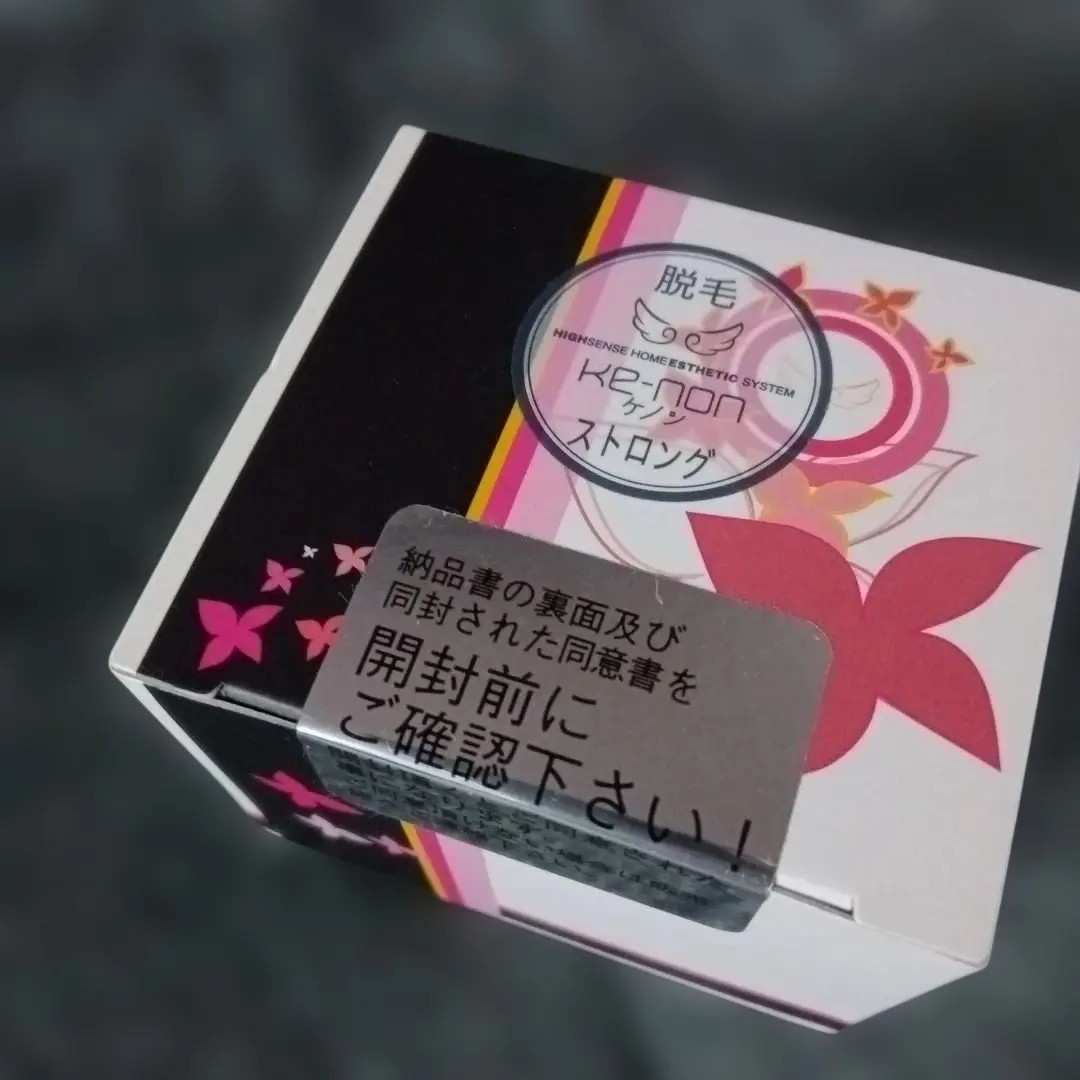 脱毛
HIGHSENSE HOME ESTHETIC SYSTEM
Ke-non
ケノン
ストロング
納品書の裏面及び
同封された同意書を
開封前に
ご確認下さい!